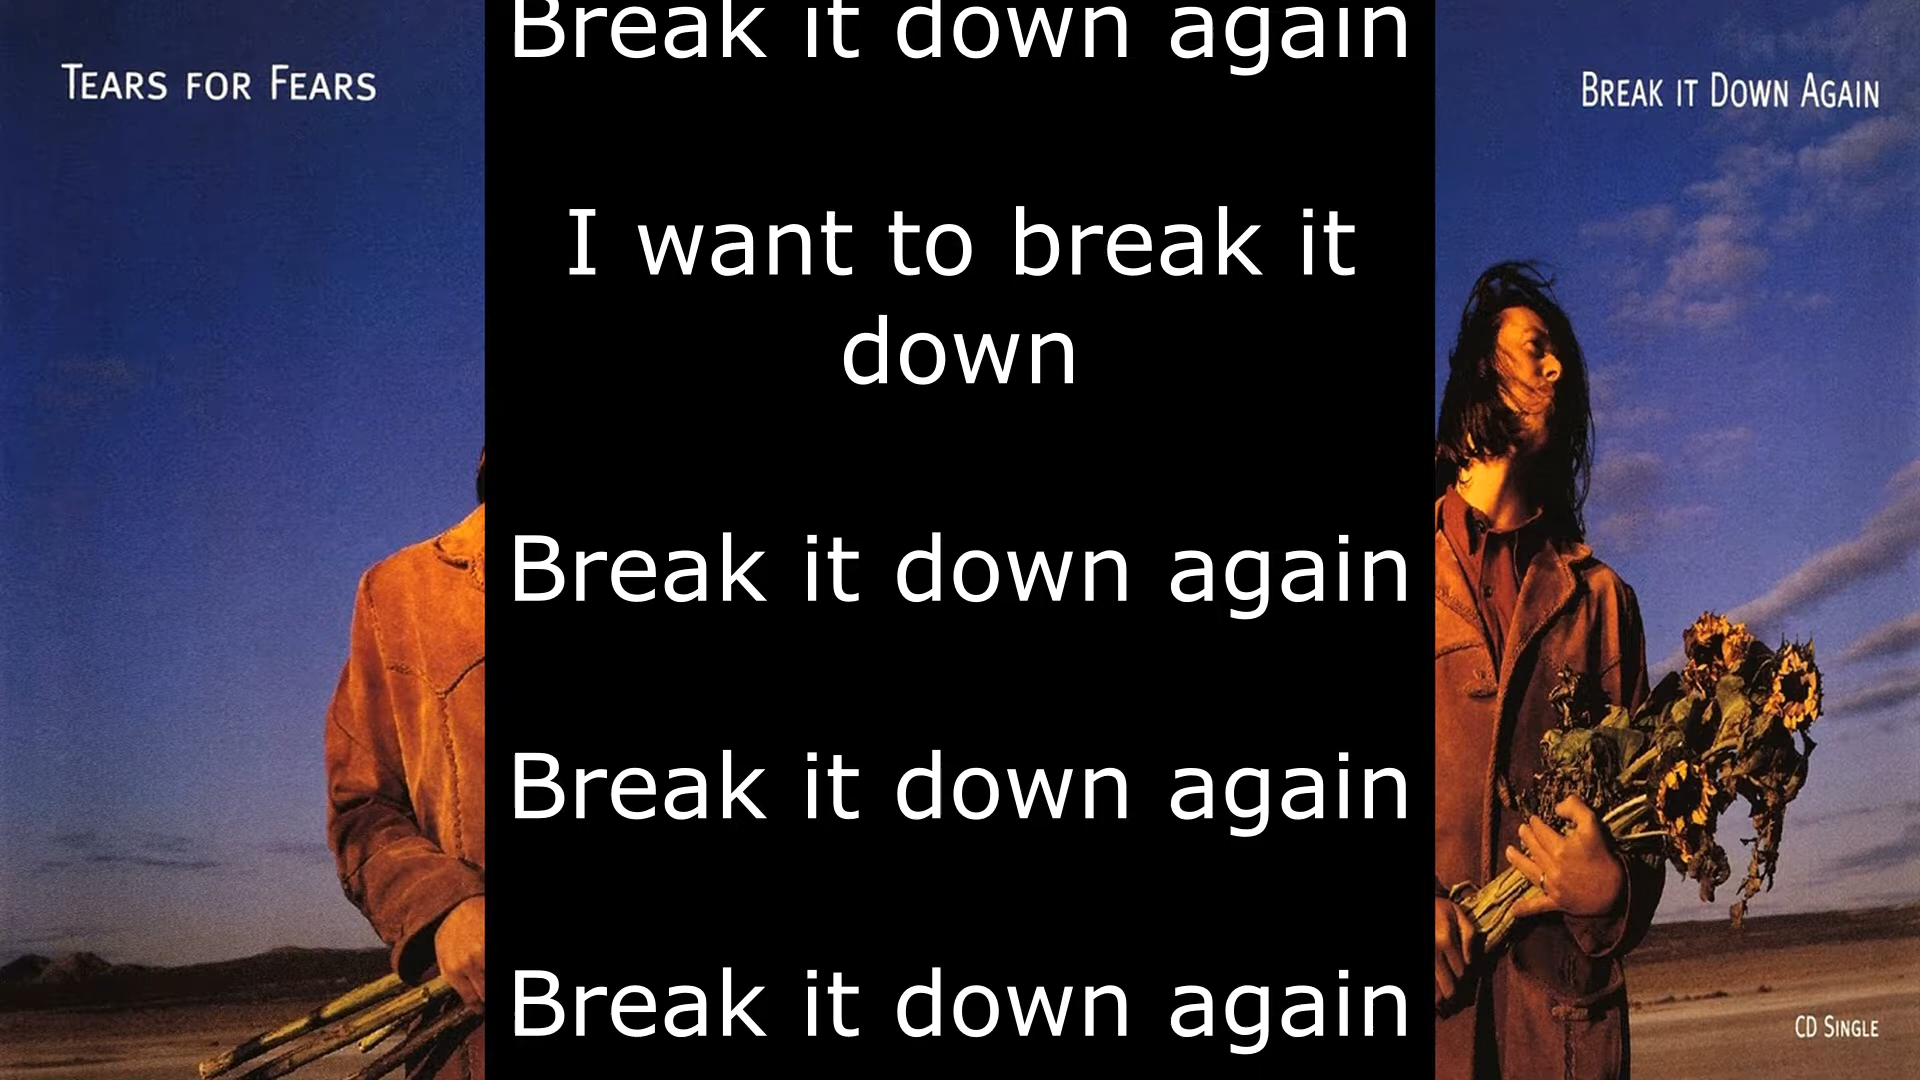 Break it down again
TEARS FOR FEARS
BREAK IT DOWN AGAIN
I want to break it
down
Break it down again
Break it down again
Break it down again
CD SINGLE